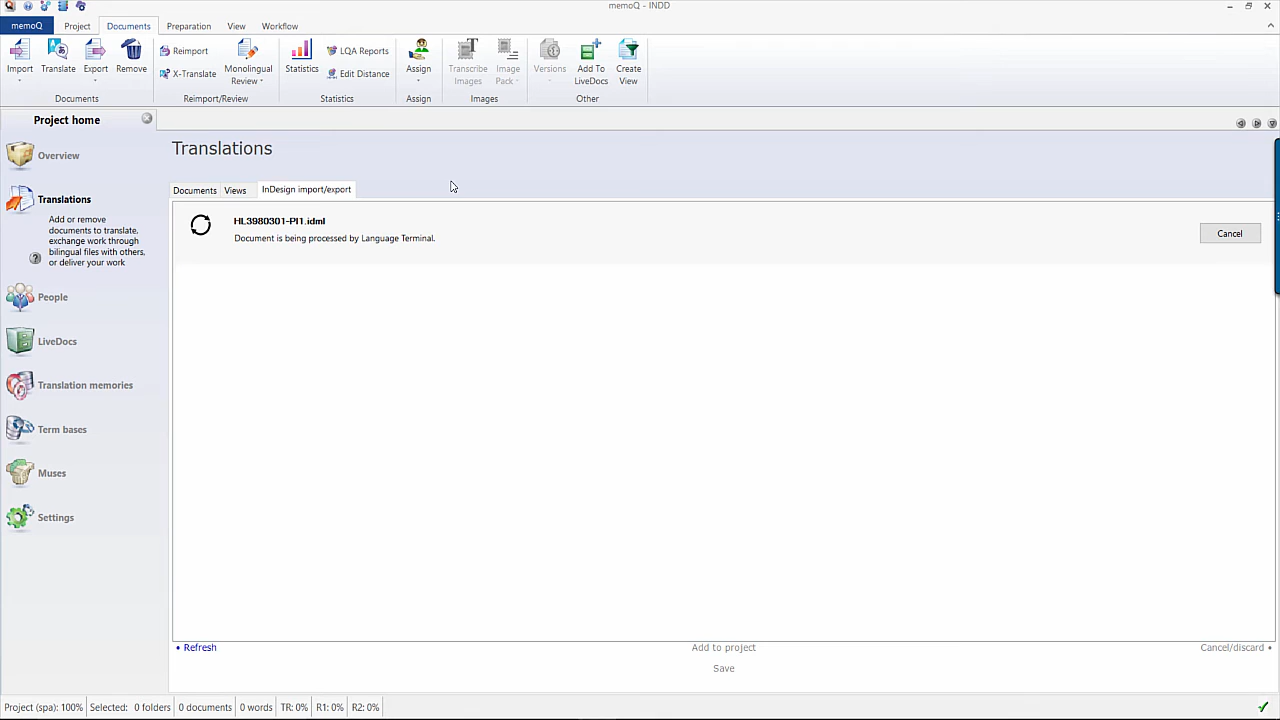 memoQ - INDD
memoQ Project Documents Preparation View Workflow
Import Translate Export Remove
Documents
Reimport
X-Translate
Monolingual
Review
Reimport/Review
Statistics
LQA Reports
Edit Distance
Statistics
Assign
Assign
Transcribe
Images
Image
Pack
Images
Versions
Add To
LiveDocs
Create
View
Other
Project home
Overview
Translations
Add or remove
documents to translate,
exchange work through
bilingual files with others,
or deliver your work
People
LiveDocs
Translation memories
Term bases
Muses
Settings
Translations
Documents Views InDesign import/export
HL3980301-PI1.idml
Document is being processed by Language Terminal.
Cancel
Refresh Add to project Cancel/discard
Save
Project (spa): 100% Selected: 0 folders 0 documents 0 words TR: 0% R1: 0% R2: 0%